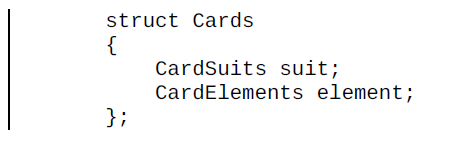 struct Cards
{
    CardSuits suit;
    CardElements element;
};